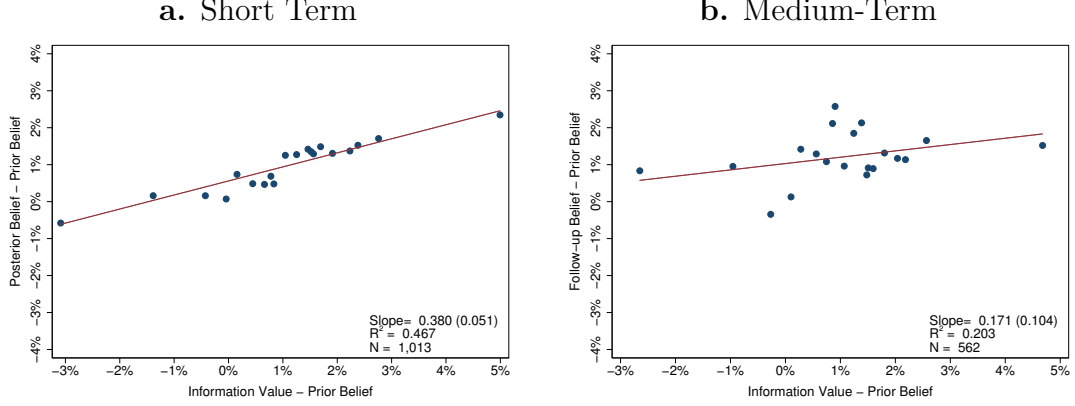 a. Short Term
Posterior Belief – Prior Belief
4%
3%
2%
1%
0%
−1%
−2%
−3%
−4%
Slope= 0.380 (0.051)
R² = 0.467
N = 1,013
−3% −2% −1% 0% 1% 2% 3% 4% 5%
Information Value – Prior Belief
b. Medium-Term
Follow−up Belief – Prior Belief
4%
3%
2%
1%
0%
−1%
−2%
−3%
−4%
Slope= 0.171 (0.104)
R² = 0.203
N = 562
−3% −2% −1% 0% 1% 2% 3% 4% 5%
Information Value – Prior Belief